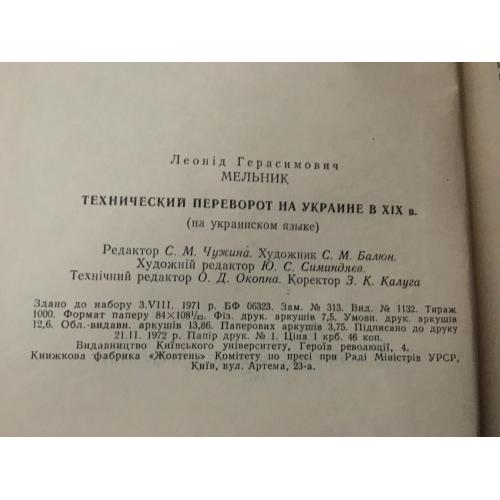 Леонід Герасимович
МЕЛЬНИК
ТЕХНИЧЕСКИЙ ПЕРЕВОРОТ НА УКРАИНЕ В XIX в.
(на украинском языке)
Редактор С. М. Чужина. Художник С. М. Балюн.
Художній редактор Ю. С. Симиндяєв.
Технічний редактор О. Д. Окопна. Коректор З. К. Калуга
Здано до набору 3.VIII. 1971 р. БФ 06323. Зам. № 313. Вид. № 1132. Тираж
1000. Формат паперу 84×108¹/₃₂. Фіз. друк. аркушів 7,5. Умовн. друк. аркушів
12,6. Обл.-видавн. аркушів 13,86. Паперових аркушів 3,75. Підписано до друку
21.II. 1972 р. Папір друк. № 1. Ціна 1 крб. 46 коп.
Видавництво Київського університету, Героїв революції, 4.
Книжкова фабрика «Жовтень» Комітету по пресі при Раді Міністрів УРСР,
Київ, вул. Артема, 23-а.